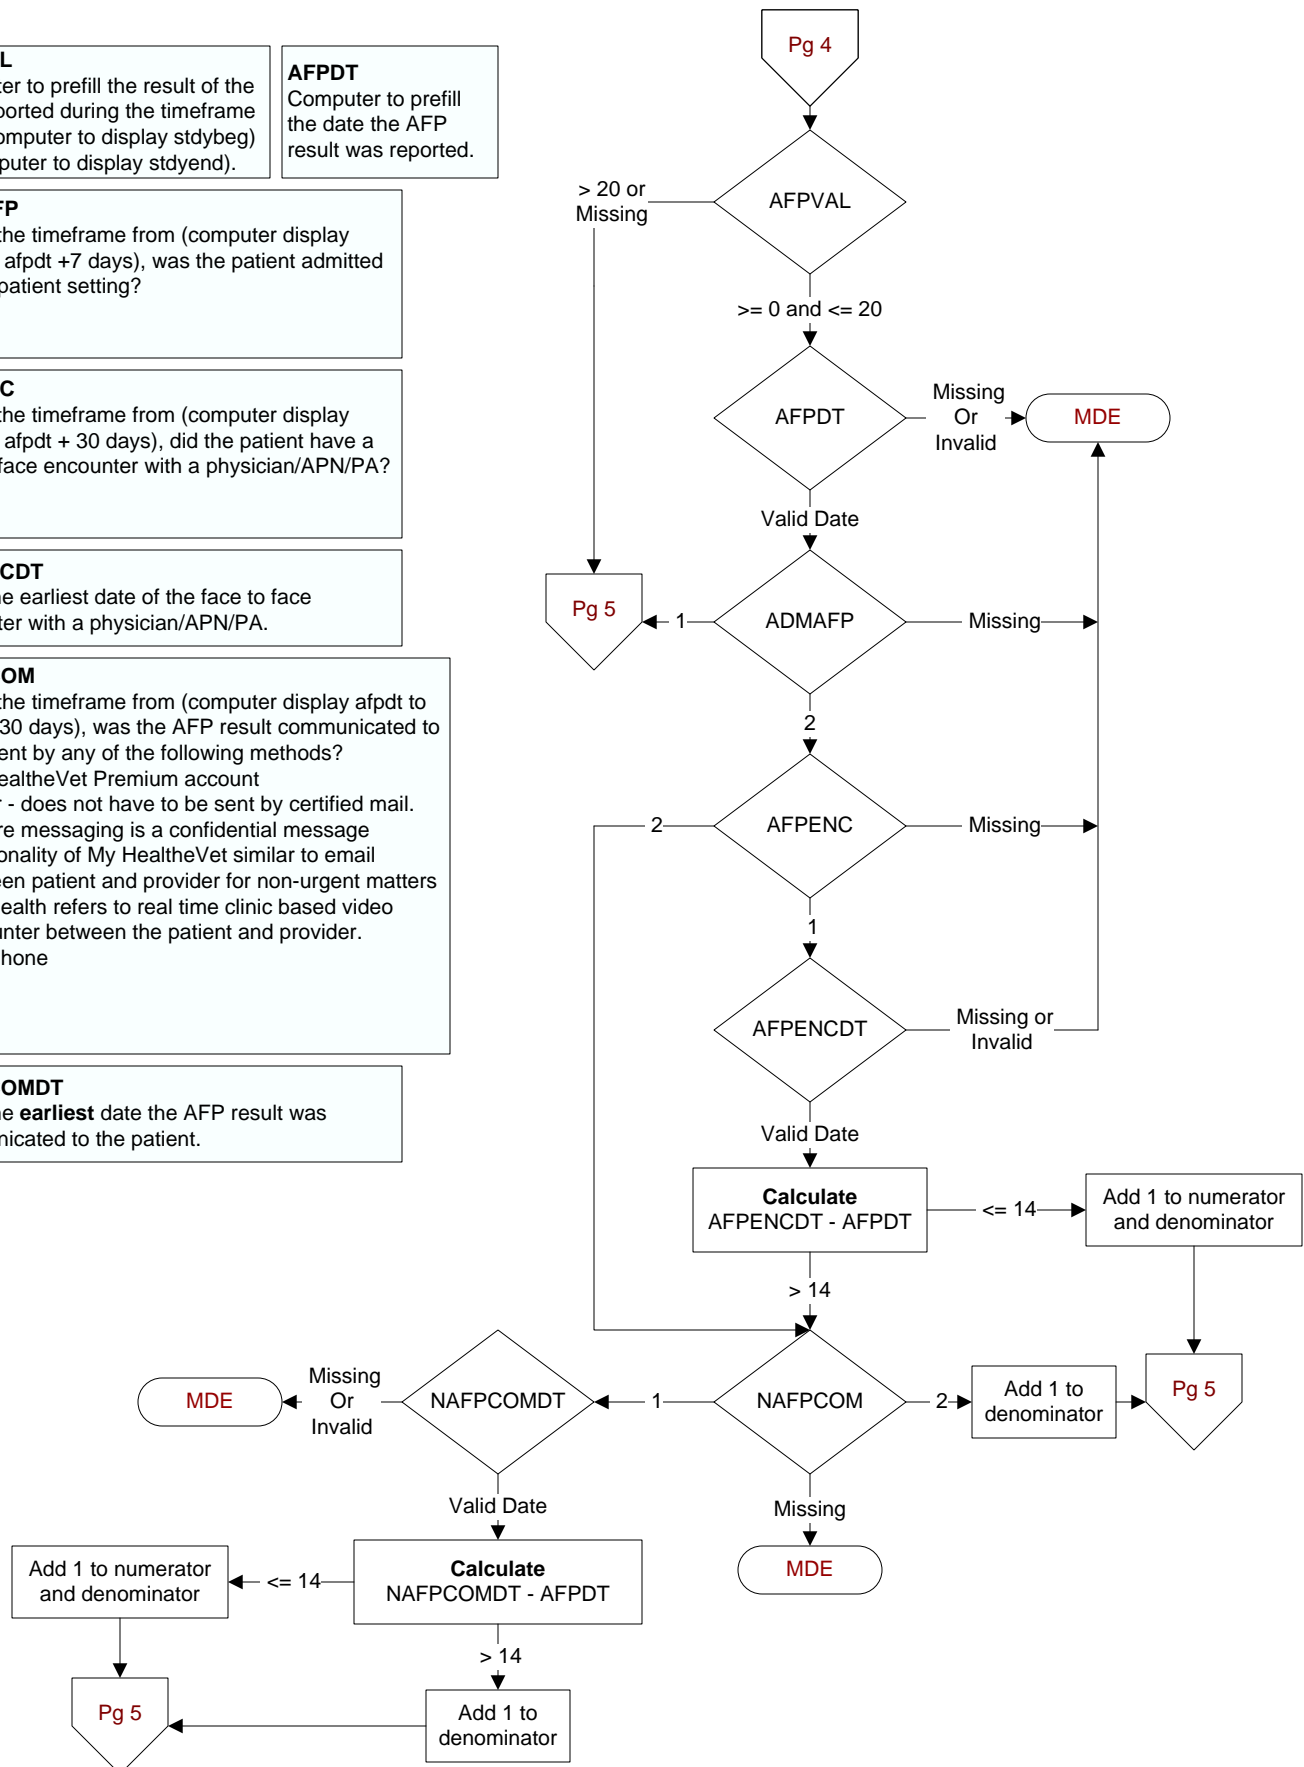 Pg 4
L
ter to prefill the result of the
ported during the timeframe
omputer to display stdybeg)
puter to display stdyend).
AFPDT
Computer to prefill
the date the AFP
result was reported.
FP
the timeframe from (computer display
afpdt +7 days), was the patient admitted
patient setting?
C
the timeframe from (computer display
afpdt + 30 days), did the patient have a
face encounter with a physician/APN/PA?
CDT
ne earliest date of the face to face
ter with a physician/APN/PA.
OM
the timeframe from (computer display afpdt to
30 days), was the AFP result communicated to
ent by any of the following methods?
ealtheVet Premium account
r - does not have to be sent by certified mail.
re messaging is a confidential message
onality of My HealtheVet similar to email
een patient and provider for non-urgent matters
health refers to real time clinic based video
unter between the patient and provider.
hone
OMDT
ne earliest date the AFP result was
nicated to the patient.
AFPVAL
> 20 or
Missing
>= 0 and <= 20
AFPDT
Missing
Or
Invalid
MDE
Valid Date
Pg 5
1
ADMAFP
Missing
2
2
AFPENC
Missing
1
AFPENCDT
Missing or
Invalid
Valid Date
Calculate
AFPENCDT - AFPDT
<= 14
Add 1 to numerator
and denominator
> 14
MDE
Missing
Or
Invalid
NAFPCOMDT
1
NAFPCOM
2
Add 1 to
denominator
Pg 5
Valid Date
Missing
MDE
Add 1 to numerator
and denominator
<= 14
Calculate
NAFPCOMDT - AFPDT
> 14
Pg 5
Add 1 to
denominator